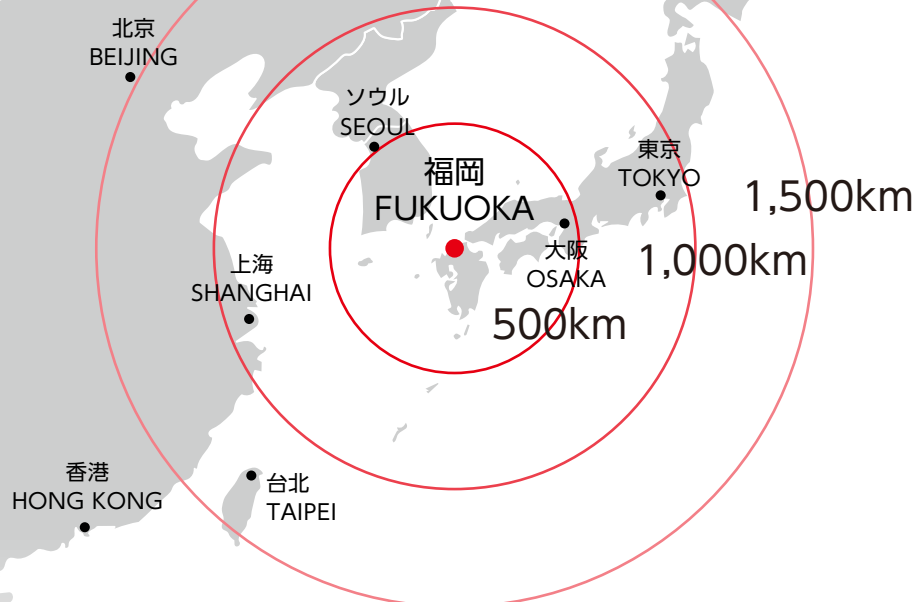 北京
BEIJING
ソウル
SEOUL
福岡
FUKUOKA
東京
TOKYO
1,500km
大阪
OSAKA
1,000km
上海
SHANGHAI
500km
香港
HONG KONG
台北
TAIPEI